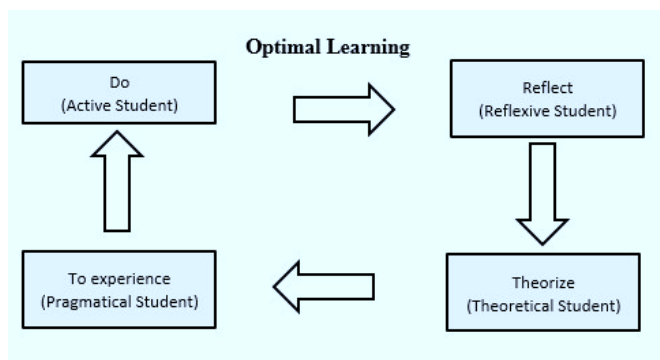 Optimal Learning
Do
(Active Student)
Reflect
(Reflexive Student)
To experience
(Pragmatical Student)
Theorize
(Theoretical Student)